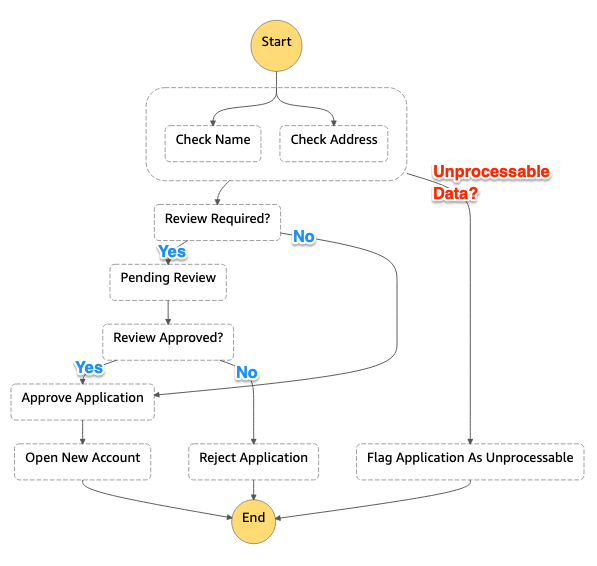 Start
Check Name
Check Address
Unprocessable
Data?
Review Required?
No
Yes
Pending Review
Review Approved?
Yes
No
Approve Application
Open New Account
Reject Application
Flag Application As Unprocessable
End